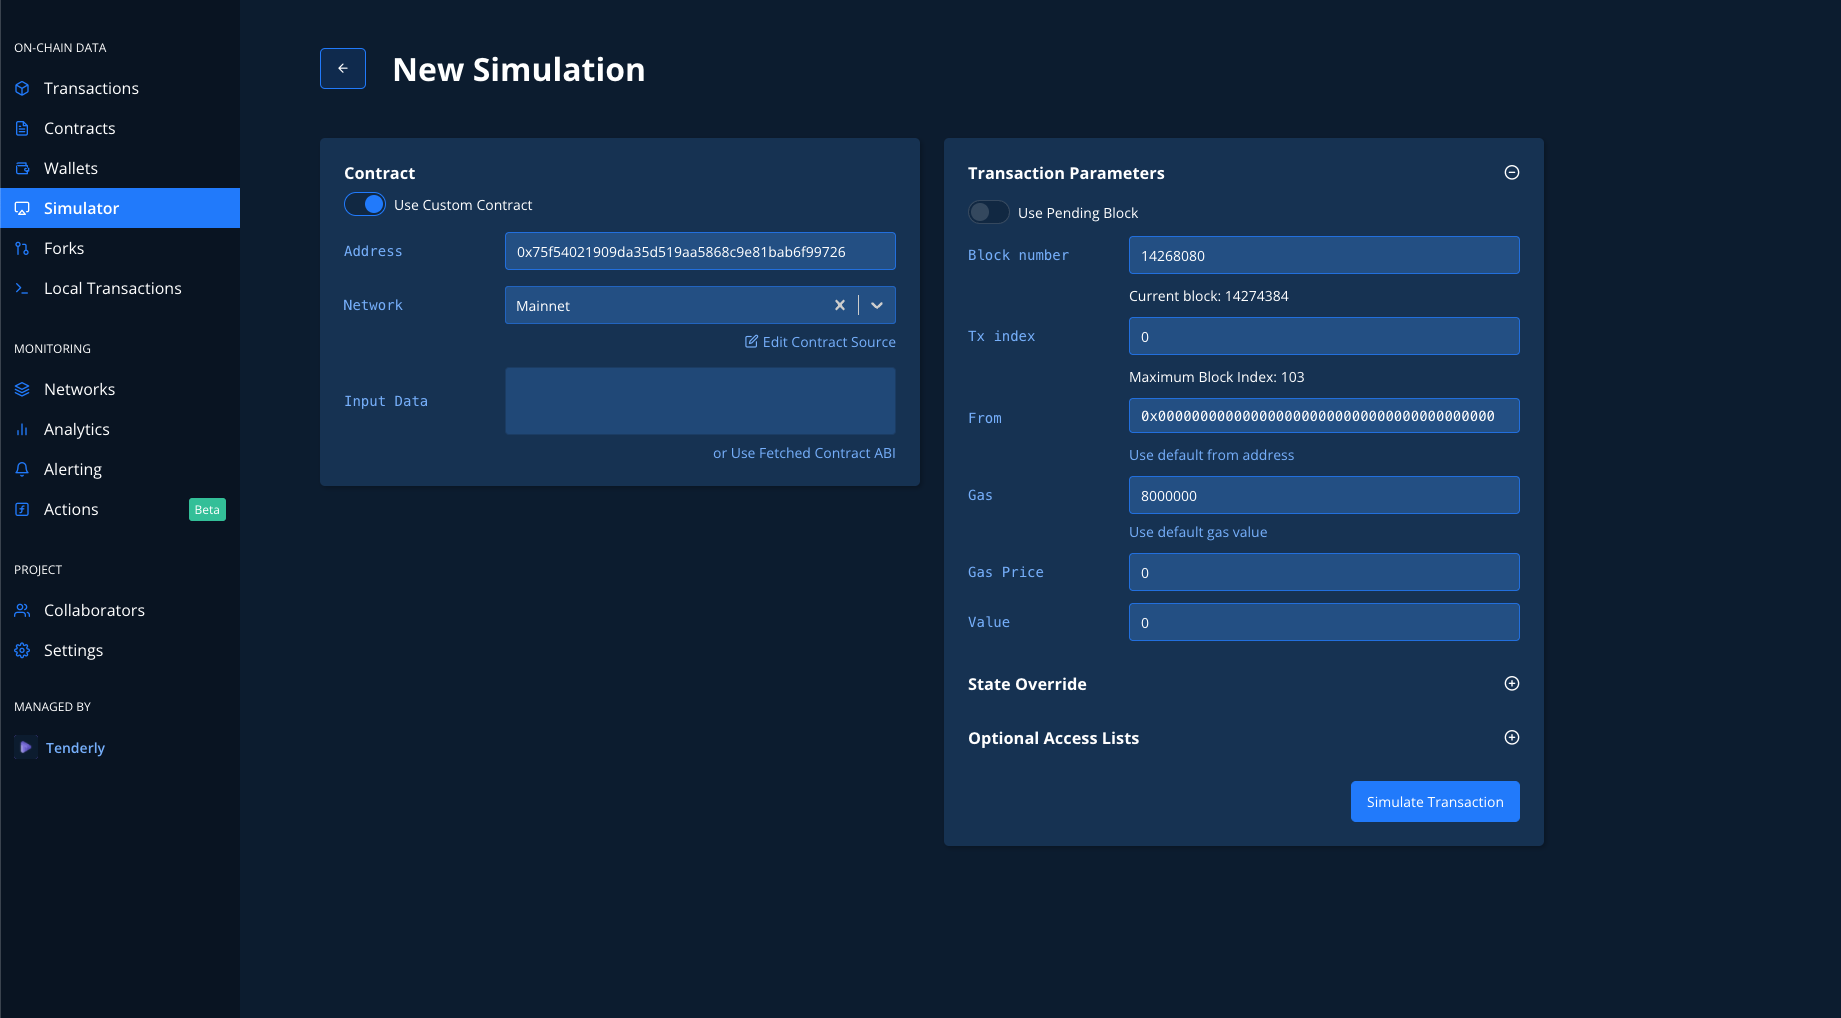 ON-CHAIN DATA
Transactions
Contracts
Wallets
Simulator
Forks
Local Transactions
MONITORING
Networks
Analytics
Alerting
Actions Beta
PROJECT
Collaborators
Settings
MANAGED BY
Tenderly
New Simulation
Contract
Use Custom Contract
Address 0x75f54021909da35d519aa5868c9e81bab6f99726
Network Mainnet
Edit Contract Source
Input Data
or Use Fetched Contract ABI
Transaction Parameters
Use Pending Block
Block number 14268080
Current block: 14274384
Tx index 0
Maximum Block Index: 103
From 0x0000000000000000000000000000000000000000
Use default from address
Gas 8000000
Use default gas value
Gas Price 0
Value 0
State Override
Optional Access Lists
Simulate Transaction